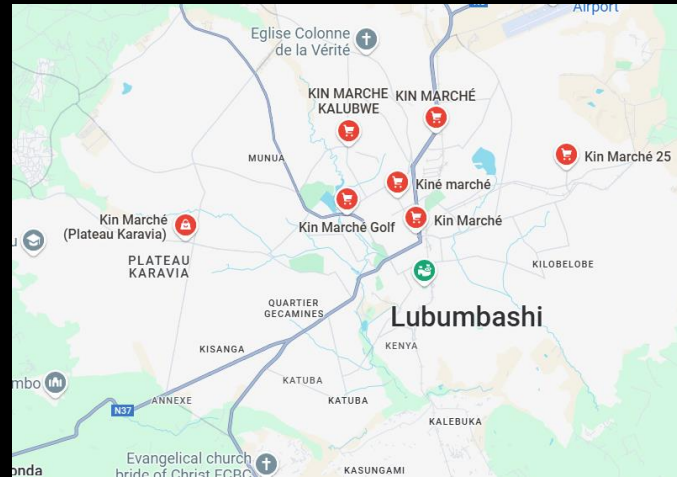 Airport
Eglise Colonne
de la Vérité
KIN MARCHE
KALUBWE
KIN MARCHÉ
MUNUA
Kin Marché 25
Kiné marché
Kin Marché
(Plateau Karavia)
Kin Marché Golf
Kin Marché
PLATEAU
KARAVIA
KILOBELOBE
QUARTIER
GECAMINES
Lubumbashi
KENYA
KISANGA
KATUBA
ANNEXE
KATUBA
N37
KALEBUKA
Evangelical church
bride of Christ ECBC
KASUNGAMI